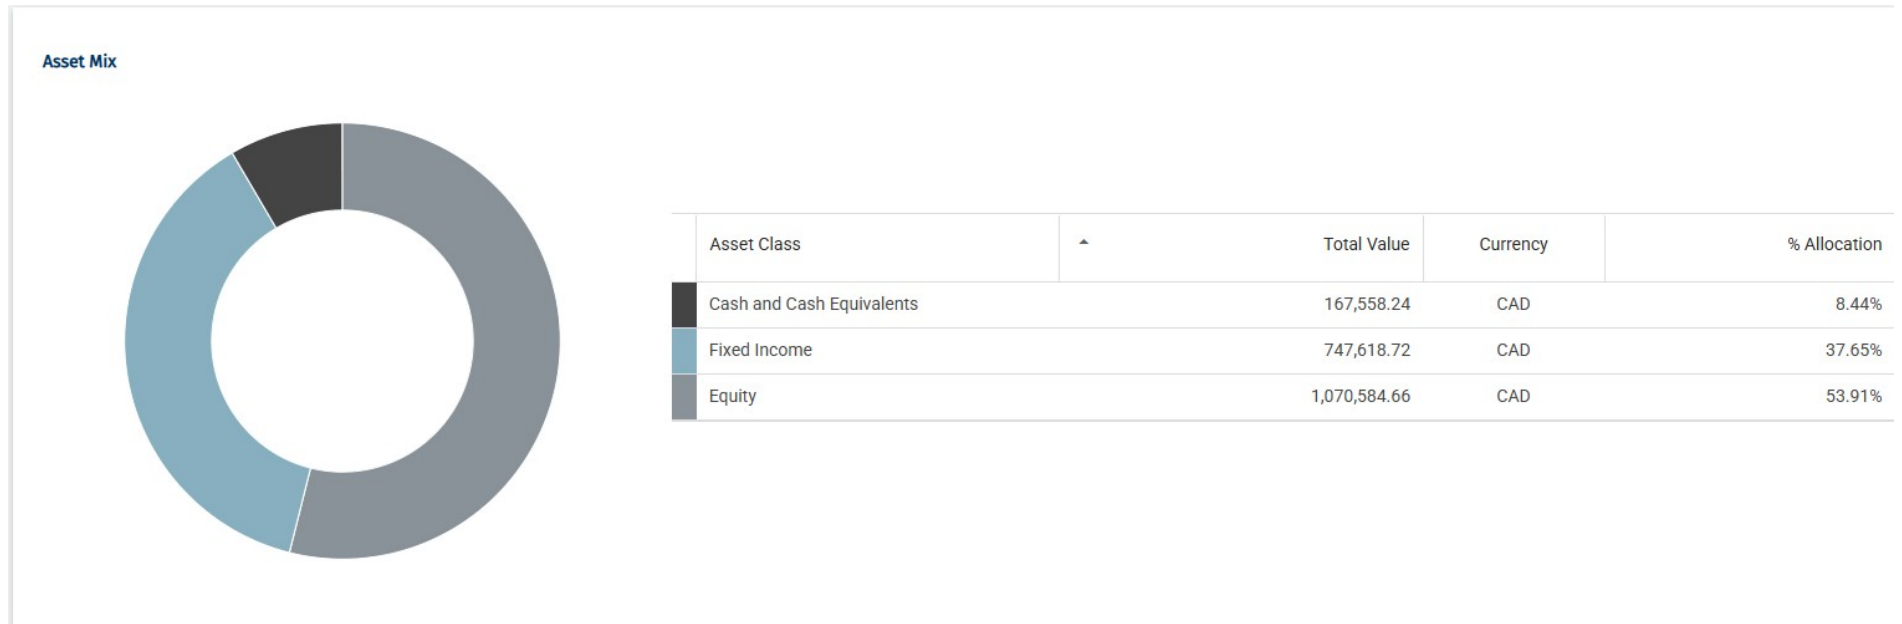 Asset Mix
Asset Class Total Value Currency % Allocation
Cash and Cash Equivalents 167,558.24 CAD 8.44%
Fixed Income 747,618.72 CAD 37.65%
Equity 1,070,584.66 CAD 53.91%